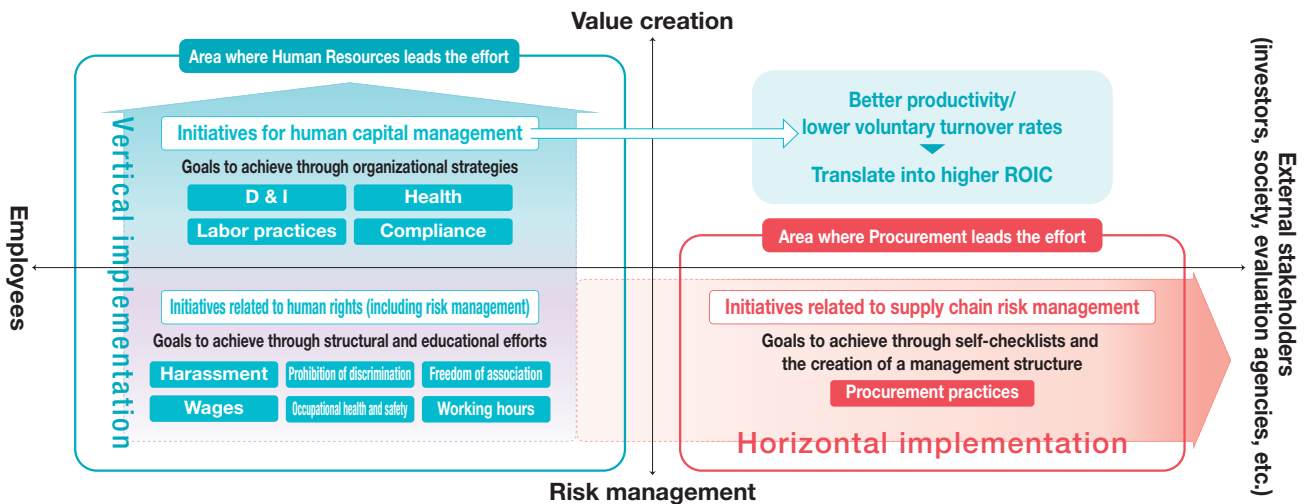 Value creation
Area where Human Resources leads the effort
Vertical implementation
Initiatives for human capital management
Goals to achieve through organizational strategies
D & I
Health
Labor practices
Compliance
Better productivity/
lower voluntary turnover rates
Translate into higher ROIC
Employees
External stakeholders
(investors, society, evaluation agencies, etc.)
Area where Procurement leads the effort
Initiatives related to human rights (including risk management)
Goals to achieve through structural and educational efforts
Harassment
Prohibition of discrimination
Freedom of association
Wages
Occupational health and safety
Working hours
Initiatives related to supply chain risk management
Goals to achieve through self-checklists and
the creation of a management structure
Procurement practices
Horizontal implementation
Risk management